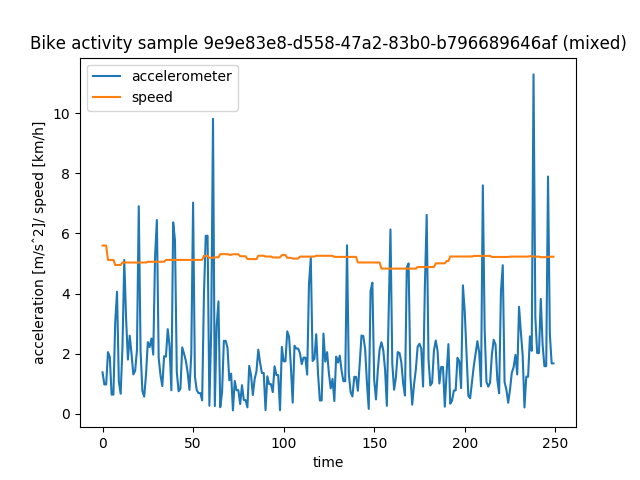 Bike activity sample 9e9e83e8-d558-47a2-83b0-b796689646af (mixed)
accelerometer
speed
acceleration [m/s^2]/ speed [km/h]
10
8
6
4
2
0
0 50 100 150 200 250
time